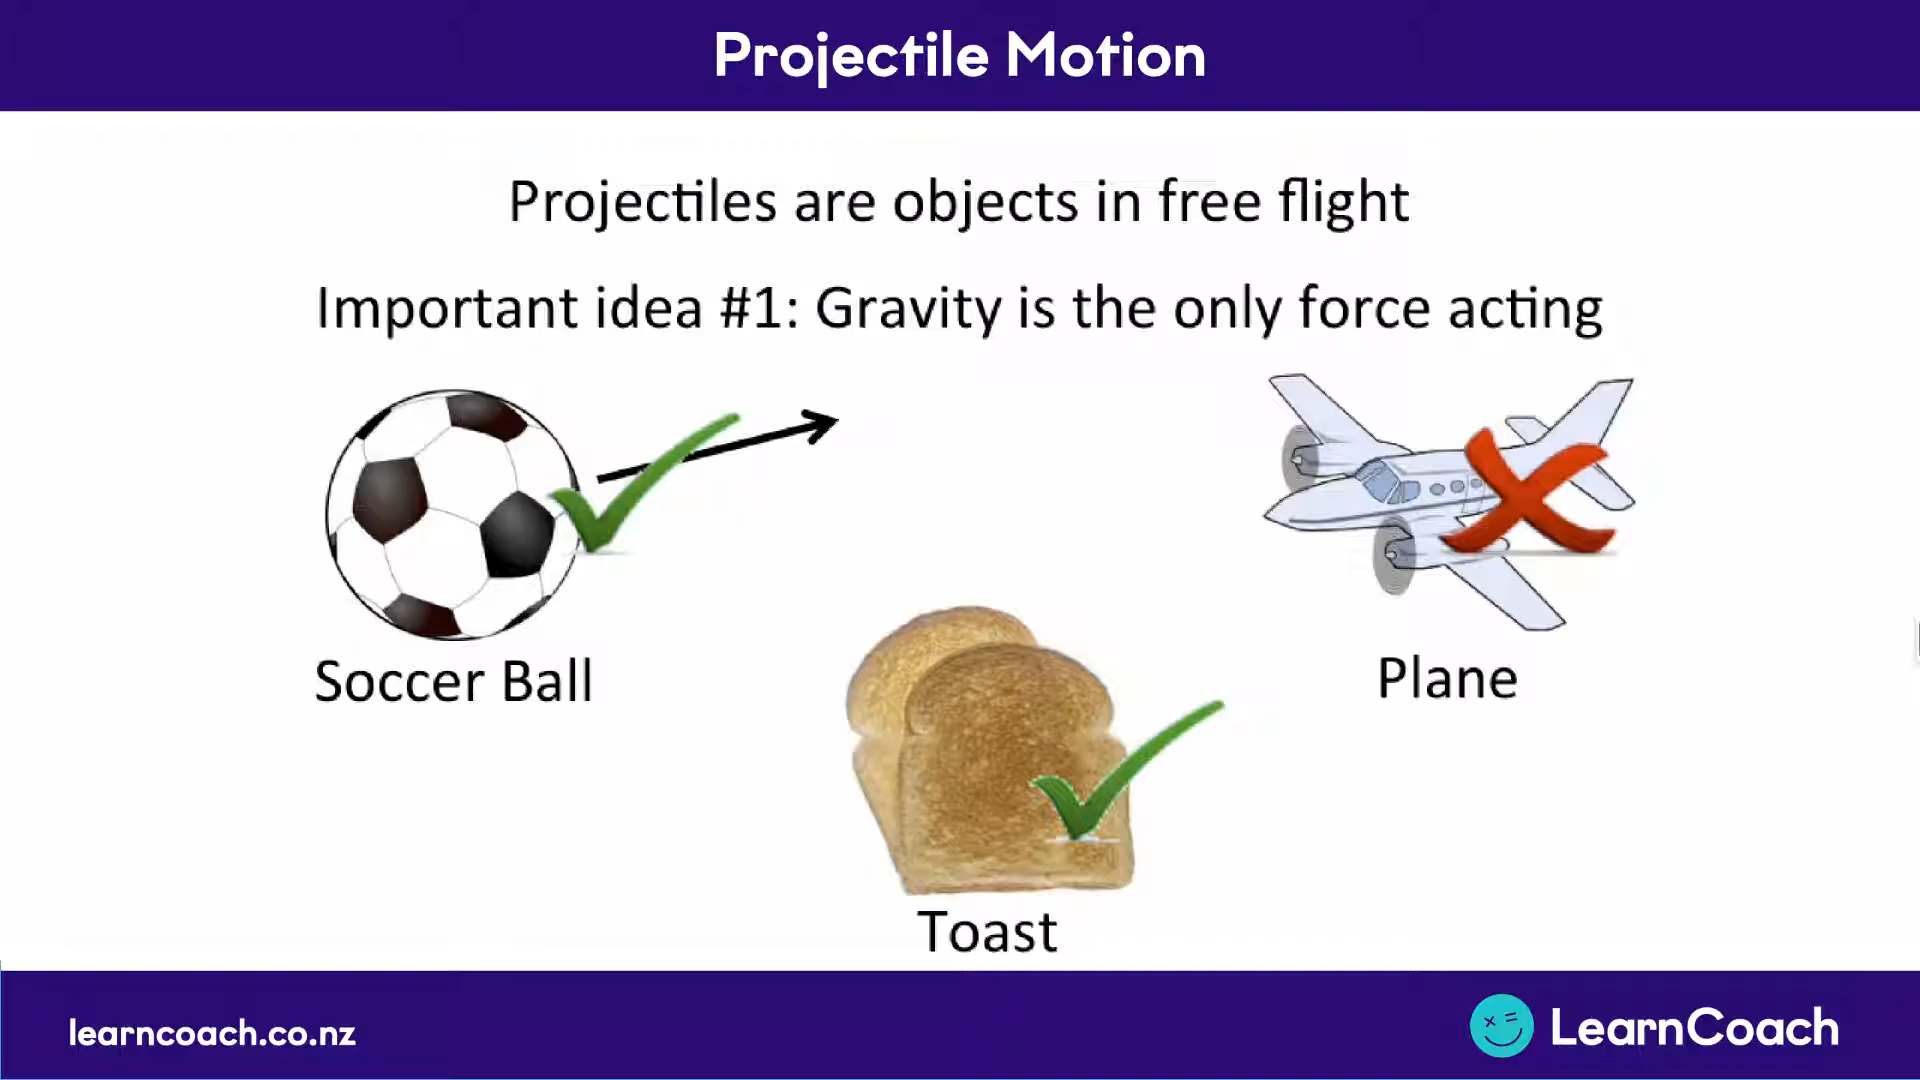 Projectile Motion
Projectiles are objects in free flight
Important idea #1: Gravity is the only force acting
Soccer Ball
Plane
Toast
learncoach.co.nz
LearnCoach